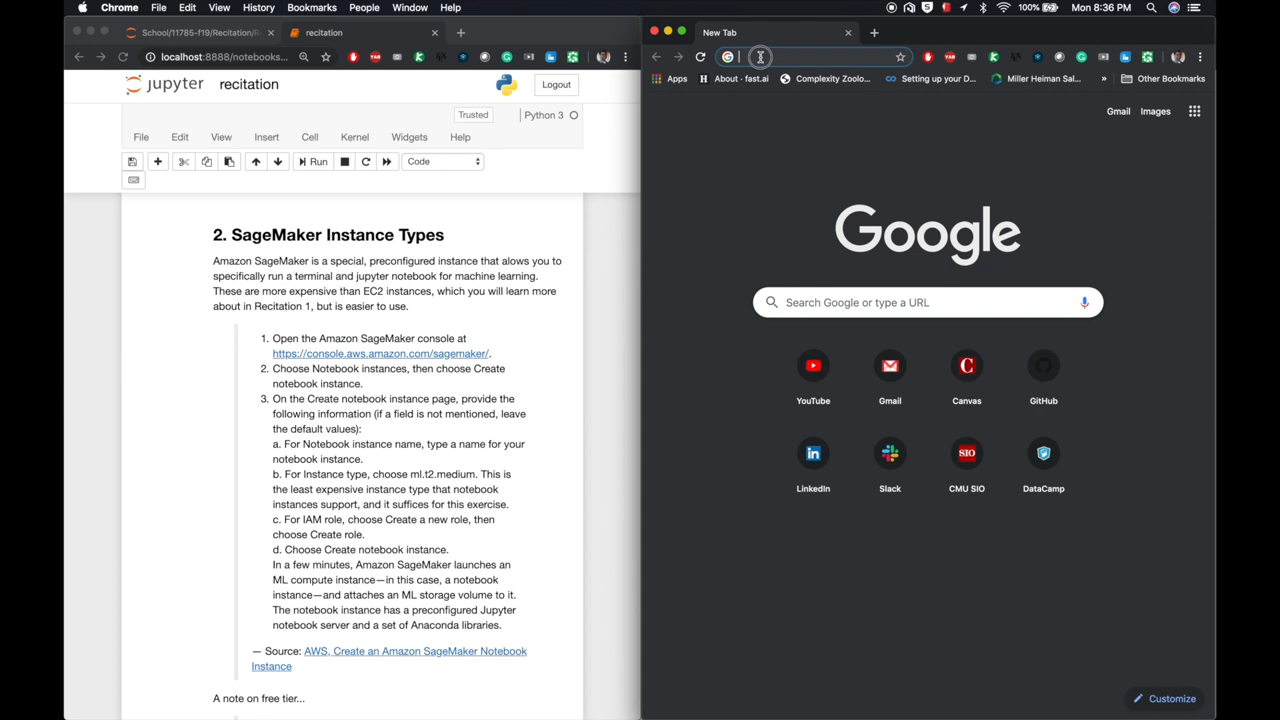 Chrome File Edit View History Bookmarks People Window Help 100% Mon 8:36 PM
School/11785-f19/Recitation/Re recitation
localhost:8888/notebooks
jupyter recitation Logout
Trusted Python 3
File Edit View Insert Cell Kernel Widgets Help
Run Code
2. SageMaker Instance Types
Amazon SageMaker is a special, preconfigured instance that alows you to
specifically run a terminal and jupyter notebook for machine learning.
These are more expensive than EC2 instances, which you will learn more
about in Recitation 1, but is easier to use.
1. Open the Amazon SageMaker console at
https://console.aws.amazon.com/sagemaker/.
2. Choose Notebook instances, then choose Create
notebook instance.
3. On the Create notebook instance page, provide the
following information (if a field is not mentioned, leave
the default values):
a. For Notebook instance name, type a name for your
notebook instance.
b. For Instance type, choose ml.t2.medium. This is
the least expensive instance type that notebook
instances support, and it suffices for this exercise.
c. For IAM role, choose Create a new role, then
choose Create role.
d. Choose Create notebook instance.
In a few minutes, Amazon SageMaker launches an
ML compute instance—in this case, a notebook
instance—and attaches an ML storage volume to it.
The notebook instance has a preconfigured Jupyter
notebook server and a set of Anaconda libraries.
— Source: AWS, Create an Amazon SageMaker Notebook
Instance
A note on free tier...
New Tab
Apps About · fast.ai Complexity Zoolo... Setting up your D... Miller Heiman Sal... » Other Bookmarks
Gmail Images
Google
Search Google or type a URL
YouTube Gmail Canvas GitHub
LinkedIn Slack CMU SIO DataCamp
Customize